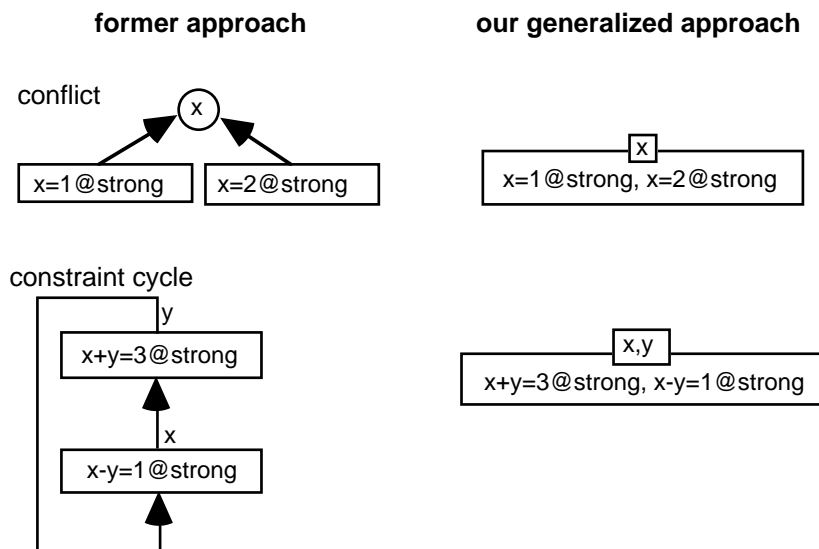 former approach
our generalized approach
conflict
x
x=1@strong
x=2@strong
x
x=1@strong, x=2@strong
constraint cycle
y
x+y=3@strong
x
x-y=1@strong
x,y
x+y=3@strong, x-y=1@strong